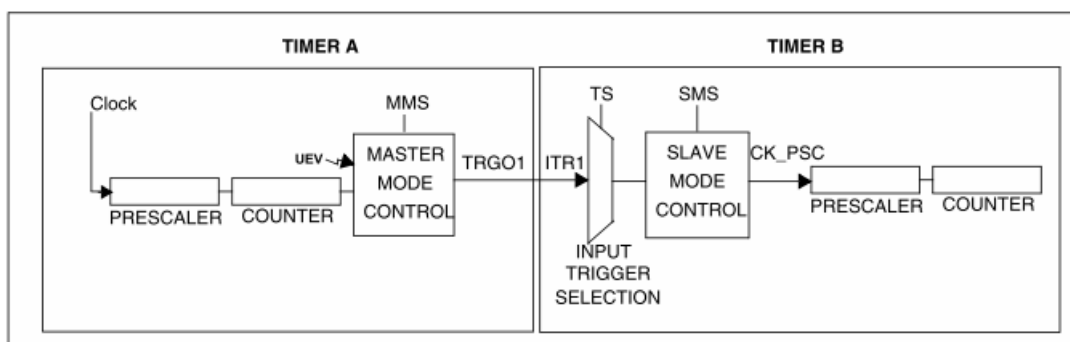 TIMER A
TIMER B
Clock
MMS
UEV
MASTER
MODE
CONTROL
PRESCALER
COUNTER
TRGO1
ITR1
TS
SMS
SLAVE
MODE
CONTROL
CK_PSC
PRESCALER
COUNTER
INPUT
TRIGGER
SELECTION